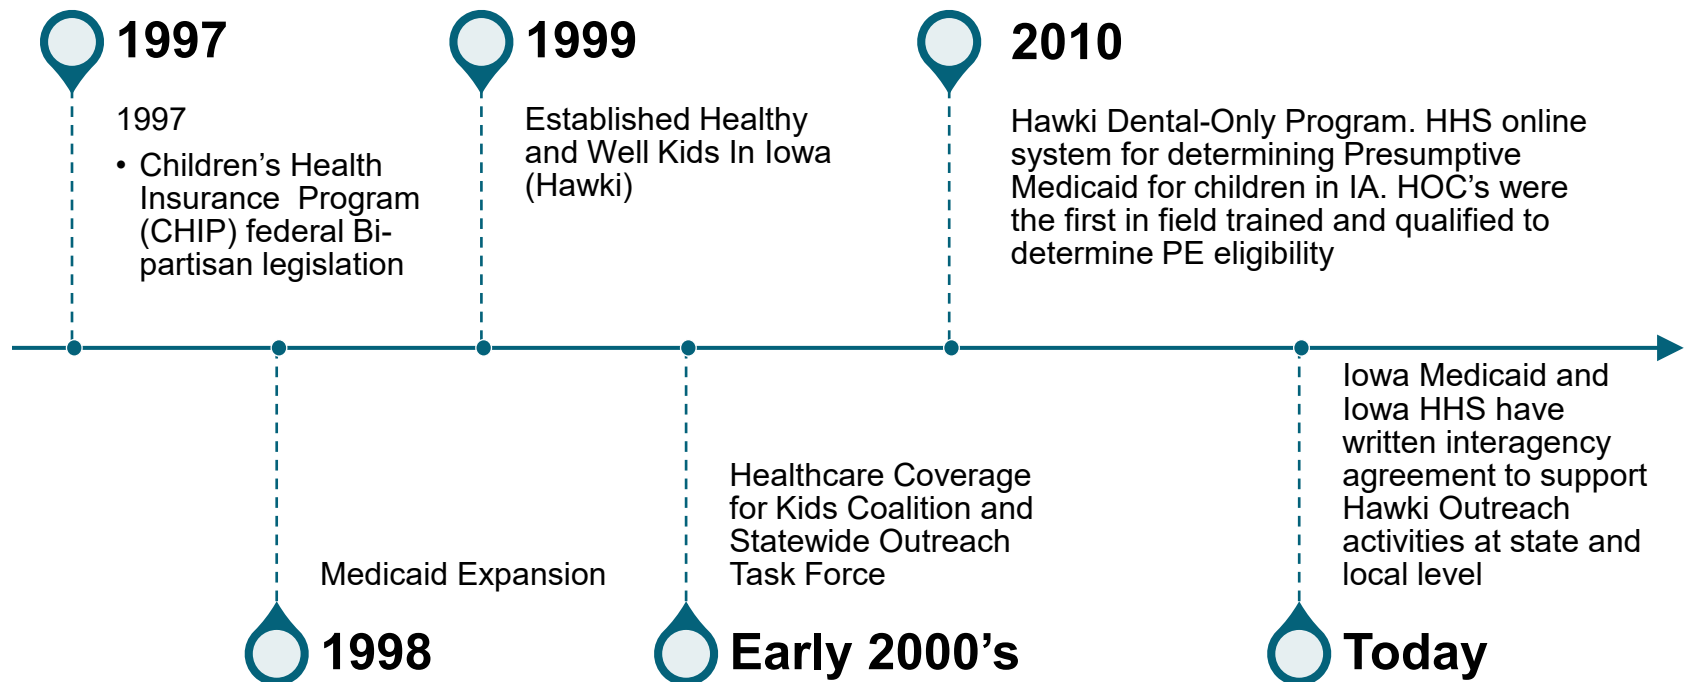 1997
1997
• Children’s Health
Insurance  Program
(CHIP) federal Bi-
partisan legislation
1999
Established Healthy
and Well Kids In Iowa
(Hawki)
2010
Hawki Dental-Only Program. HHS online
system for determining Presumptive
Medicaid for children in IA. HOC’s were
the first in field trained and qualified to
determine PE eligibility
Medicaid Expansion
1998
Healthcare Coverage
for Kids Coalition and
Statewide Outreach
Task Force
Early 2000’s
Iowa Medicaid and
Iowa HHS have
written interagency
agreement to support
Hawki Outreach
activities at state and
local level
Today